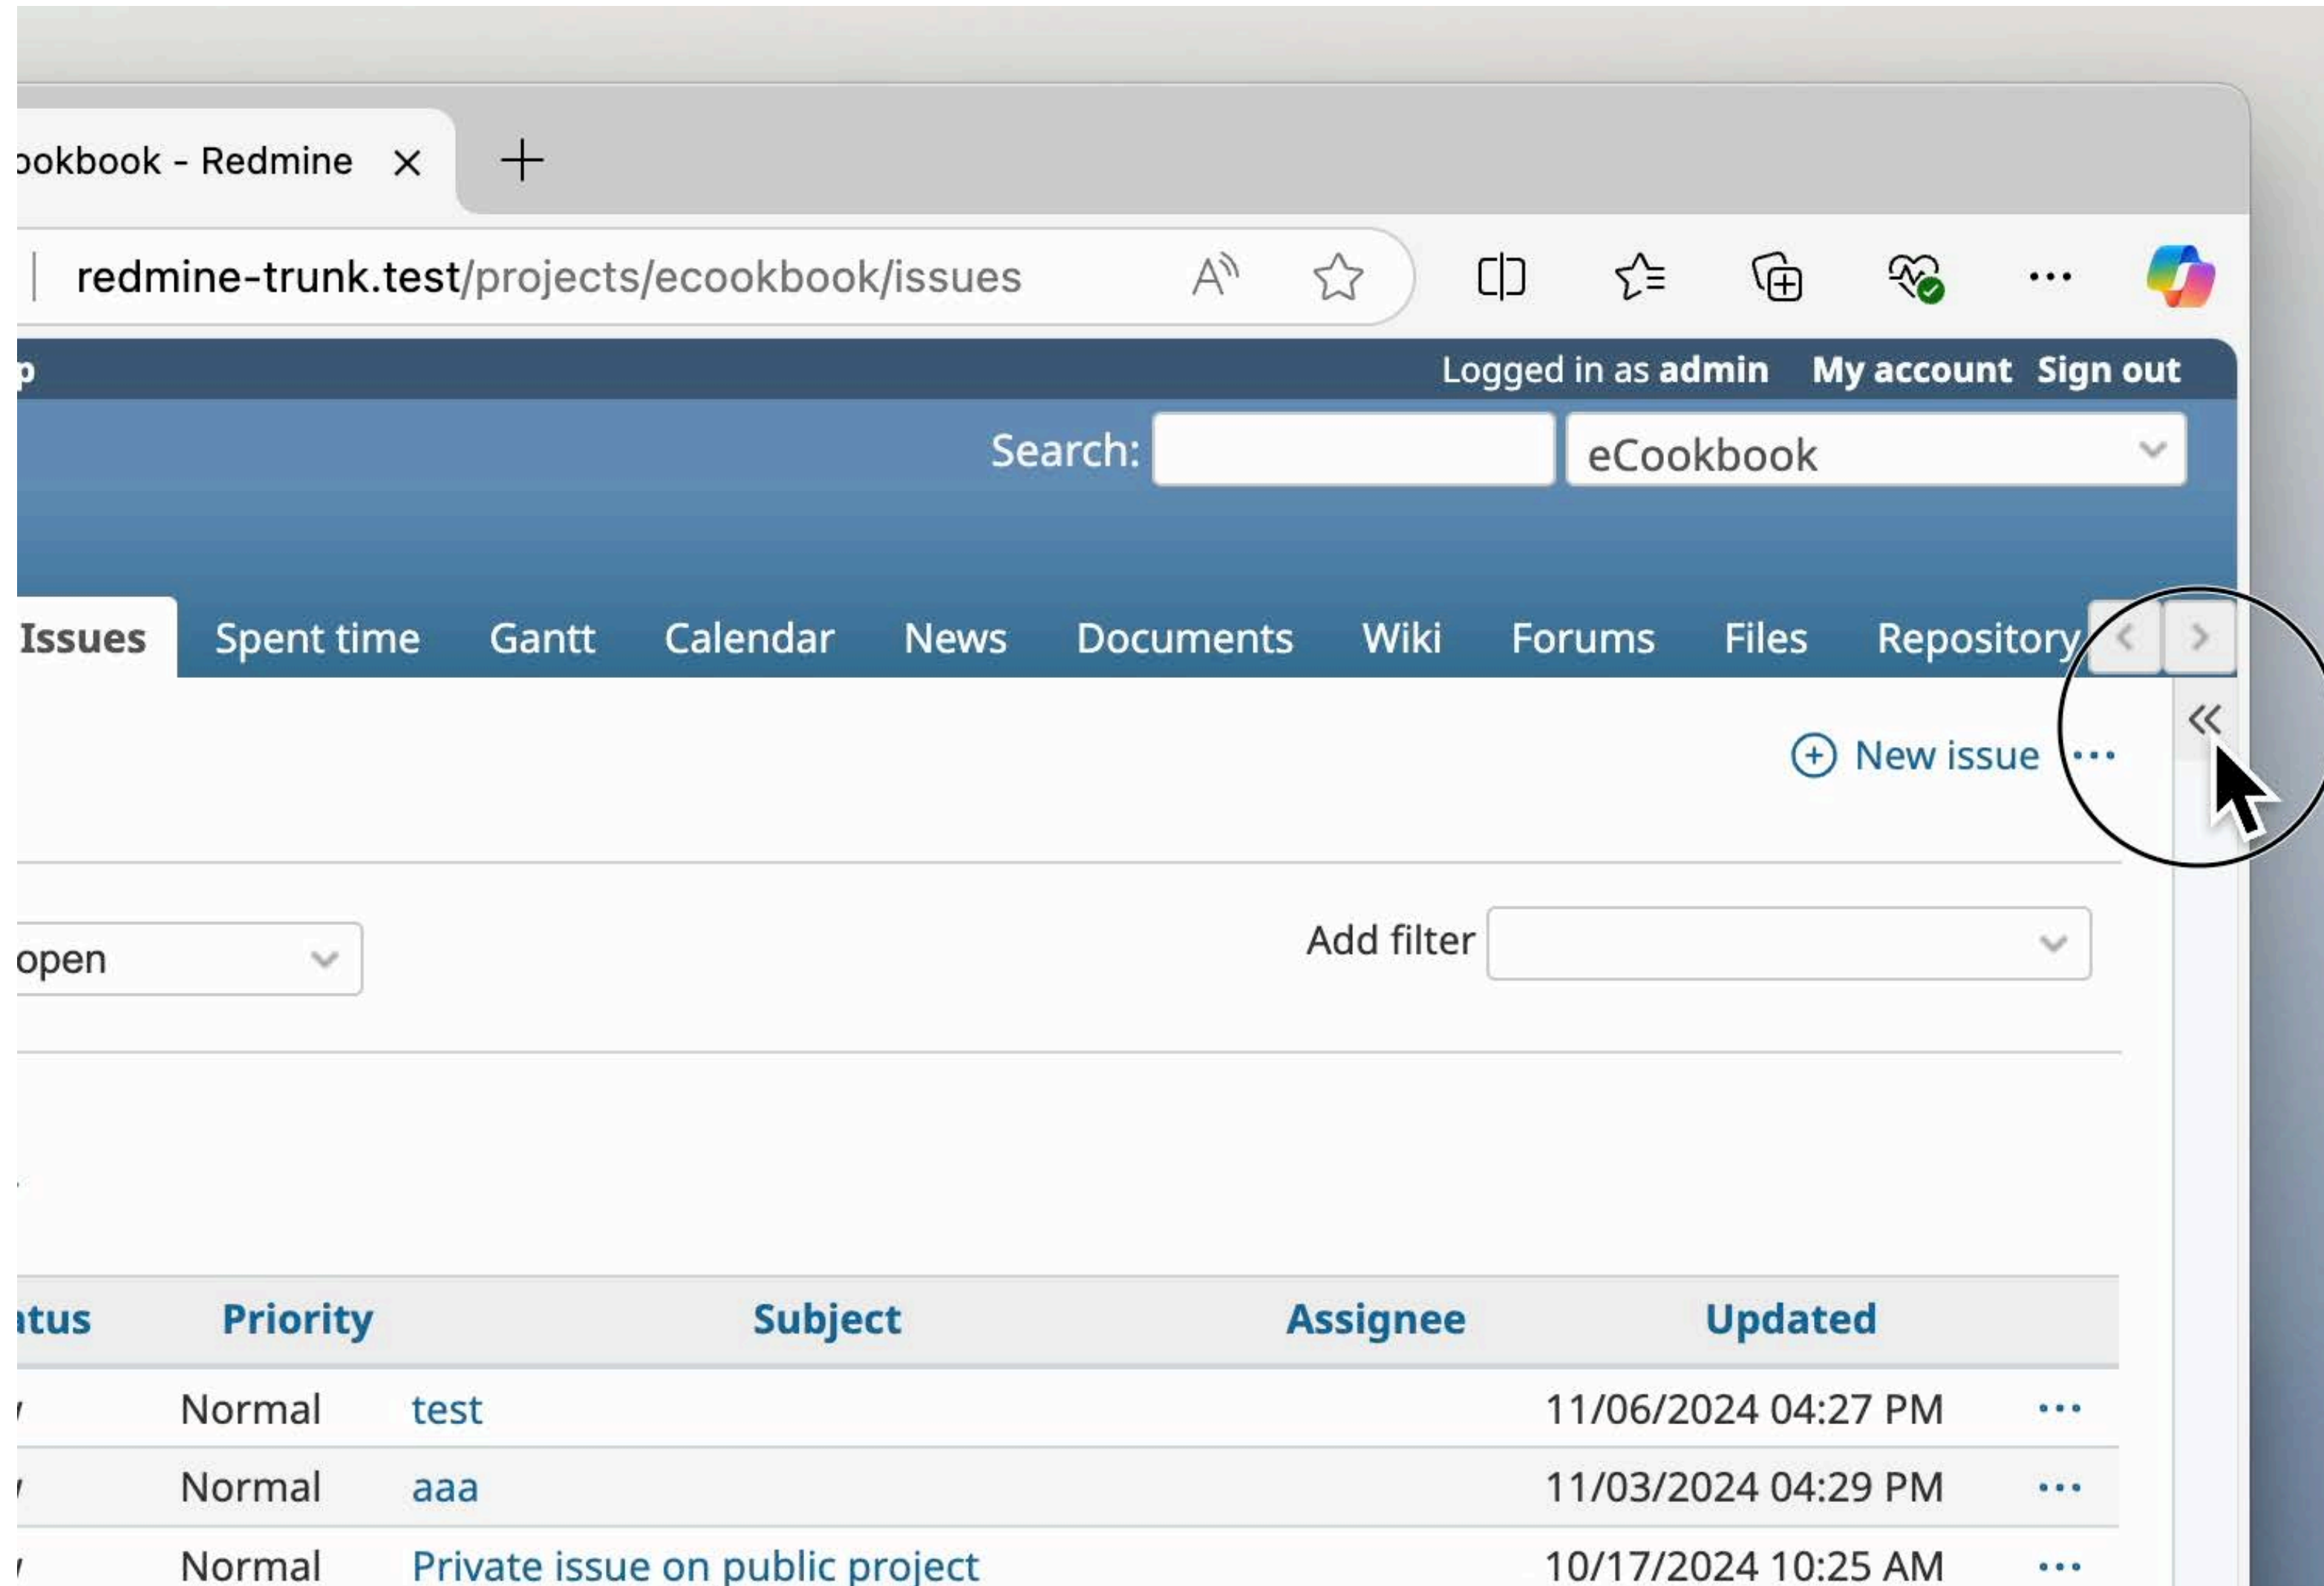 ookbook - Redmine
redmine-trunk.test/projects/ecookbook/issues
p Logged in as admin My account Sign out
Search: eCookbook
Issues Spent time Gantt Calendar News Documents Wiki Forums Files Repository
New issue
open Add filter
atus Priority Subject Assignee Updated
Normal test 11/06/2024 04:27 PM
Normal aaa 11/03/2024 04:29 PM
Normal Private issue on public project 10/17/2024 10:25 AM